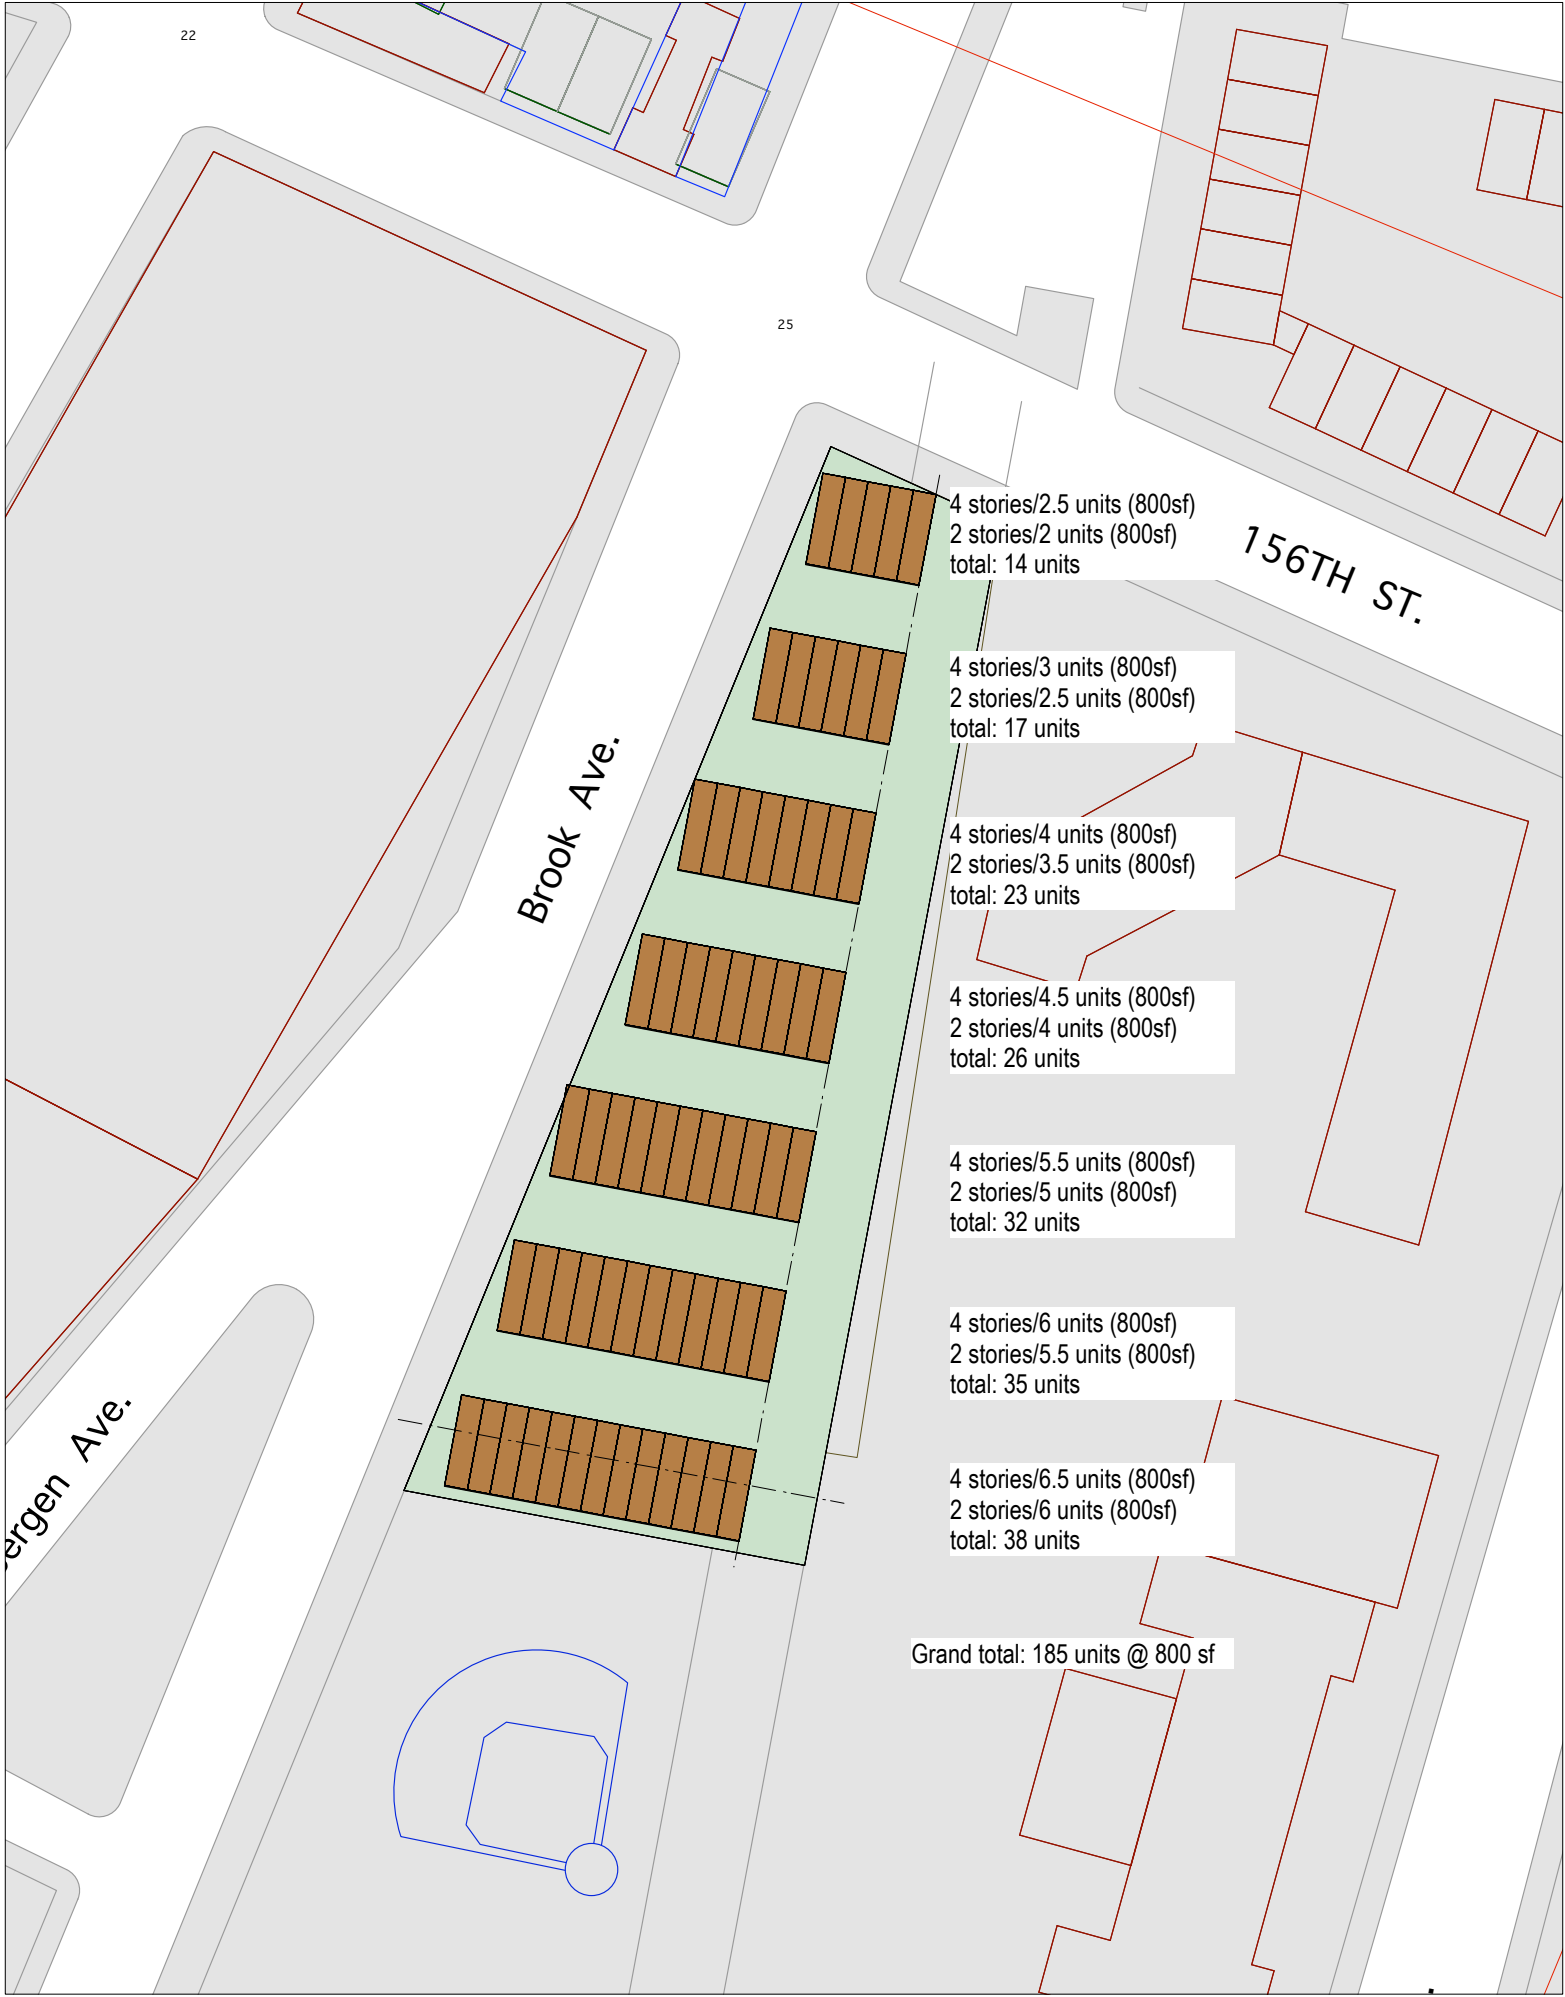 22
25
4 stories/2.5 units (800sf)
2 stories/2 units (800sf)
total: 14 units
156TH ST.
4 stories/3 units (800sf)
2 stories/2.5 units (800sf)
total: 17 units
Brook Ave.
4 stories/4 units (800sf)
2 stories/3.5 units (800sf)
total: 23 units
4 stories/4.5 units (800sf)
2 stories/4 units (800sf)
total: 26 units
4 stories/5.5 units (800sf)
2 stories/5 units (800sf)
total: 32 units
4 stories/6 units (800sf)
2 stories/5.5 units (800sf)
total: 35 units
ergen Ave.
4 stories/6.5 units (800sf)
2 stories/6 units (800sf)
total: 38 units
Grand total: 185 units @ 800 sf